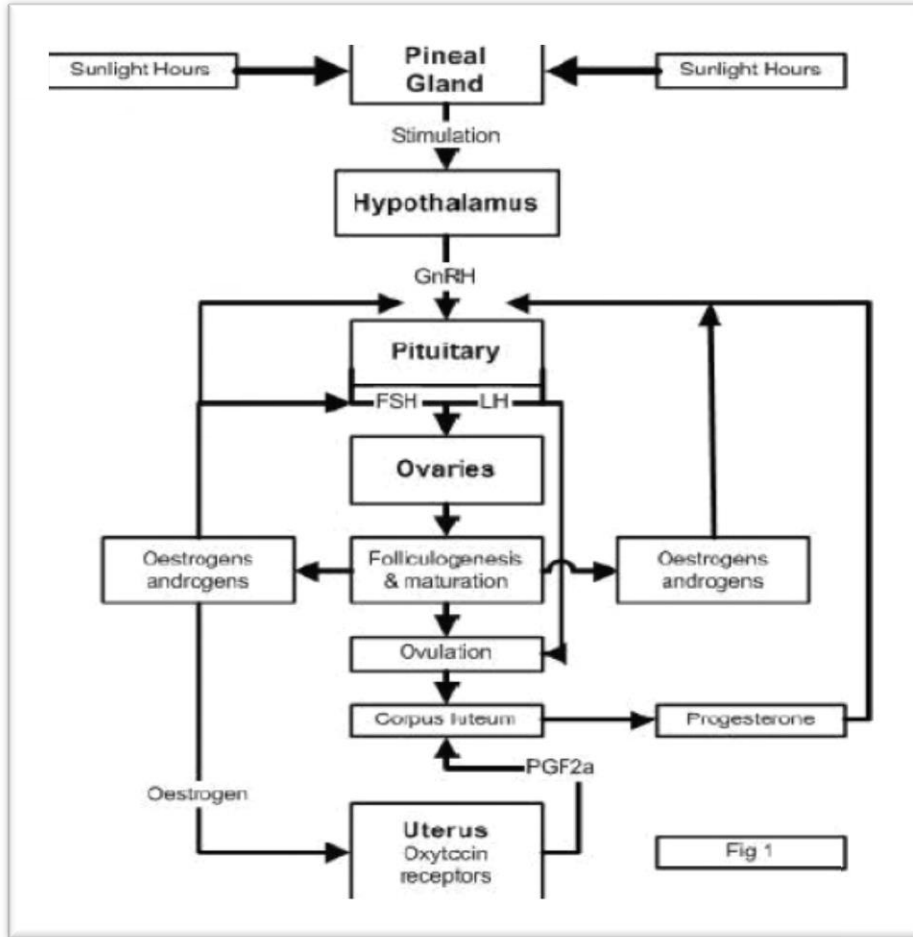 Sunlight Hours
Pineal
Gland
Sunlight Hours
Stimulation
Hypothalamus
GnRH
Pituitary
FSH
LH
Ovaries
Oestrogens
androgens
Folliculogenesis
& maturation
Oestrogens
androgens
Ovulation
Corpus luteum
Progesterone
PGF2a
Oestrogen
Uterus
Oxytocin
receptors
Fig 1